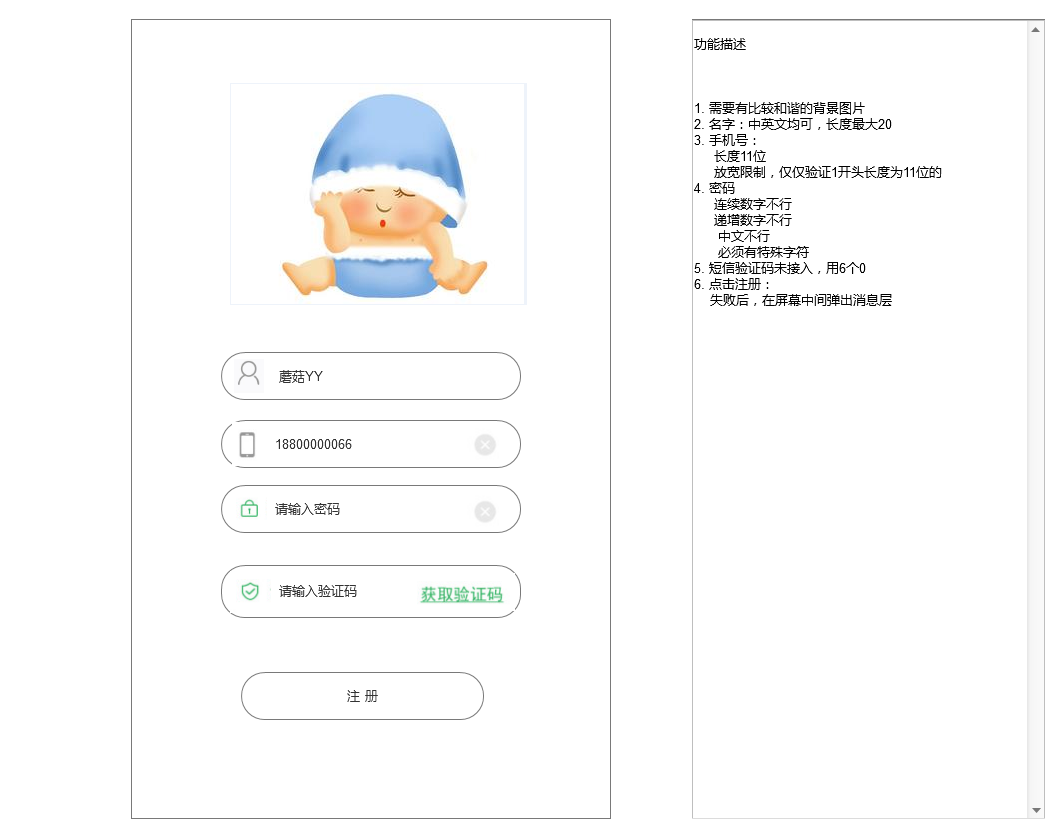 蘑菇YY
18800000066
请输入密码
请输入验证码 获取验证码
注 册
功能描述
1. 需要有比较和谐的背景图片
2. 名字：中英文均可，长度最大20
3. 手机号：
长度11位
放宽限制，仅仅验证1开头长度为11位的
4. 密码
连续数字不行
递增数字不行
中文不行
必须有特殊字符
5. 短信验证码未接入，用6个0
6. 点击注册：
失败后，在屏幕中间弹出消息层